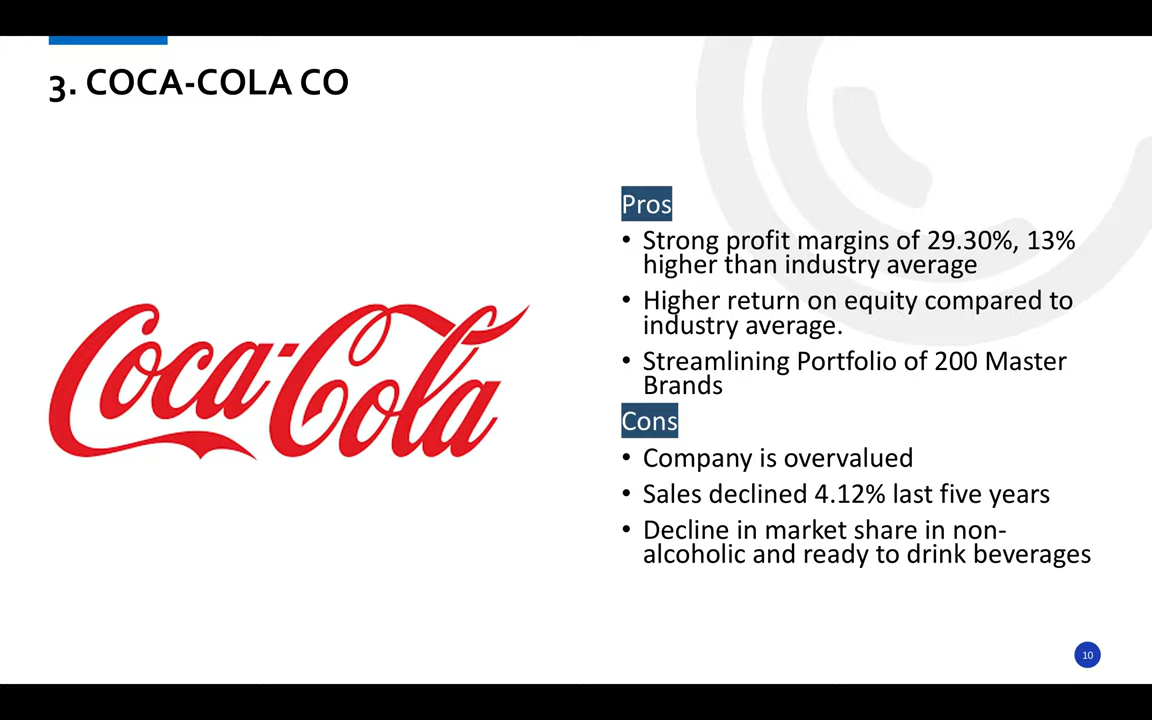 3. COCA-COLA CO
Coca-Cola
Pros
• Strong profit margins of 29.30%, 13%
higher than industry average
• Higher return on equity compared to
industry average.
• Streamlining Portfolio of 200 Master
Brands
Cons
• Company is overvalued
• Sales declined 4.12% last five years
• Decline in market share in non-
alcoholic and ready to drink beverages
10